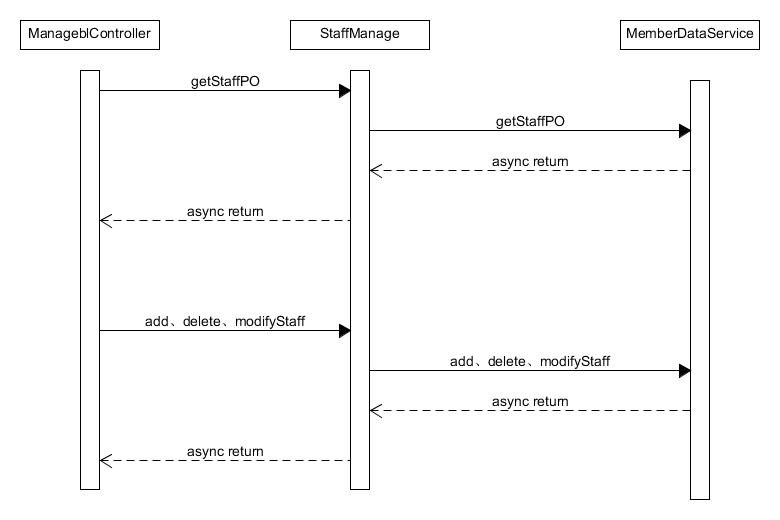 ManageblController
StaffManage
MemberDataService
getStaffPO
getStaffPO
async return
async return
add、delete、modifyStaff
add、delete、modifyStaff
async return
async return